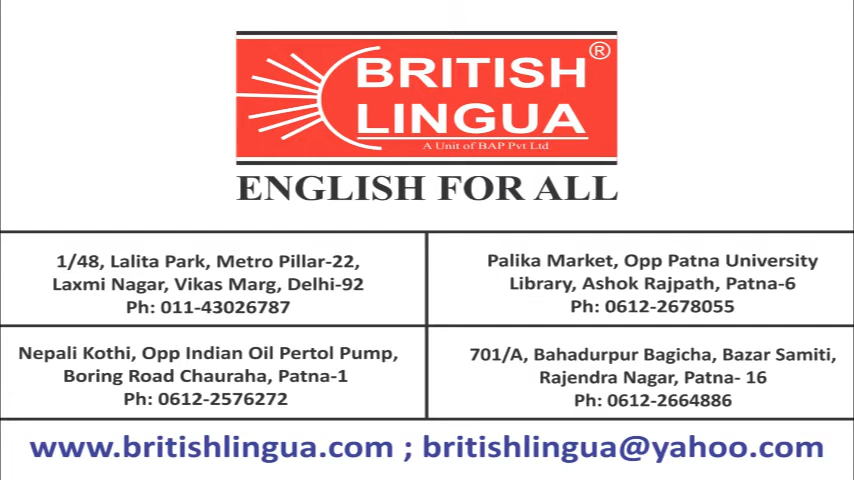 BRITISH ®
LINGUA
A Unit of BAP Pvt Ltd
ENGLISH FOR ALL
1/48, Lalita Park, Metro Pillar-22,
Laxmi Nagar, Vikas Marg, Delhi-92
Ph: 011-43026787
Palika Market, Opp Patna University
Library, Ashok Rajpath, Patna-6
Ph: 0612-2678055
Nepali Kothi, Opp Indian Oil Pertol Pump,
Boring Road Chauraha, Patna-1
Ph: 0612-2576272
701/A, Bahadurpur Bagicha, Bazar Samiti,
Rajendra Nagar, Patna- 16
Ph: 0612-2664886
www.britishlingua.com ; britishlingua@yahoo.com